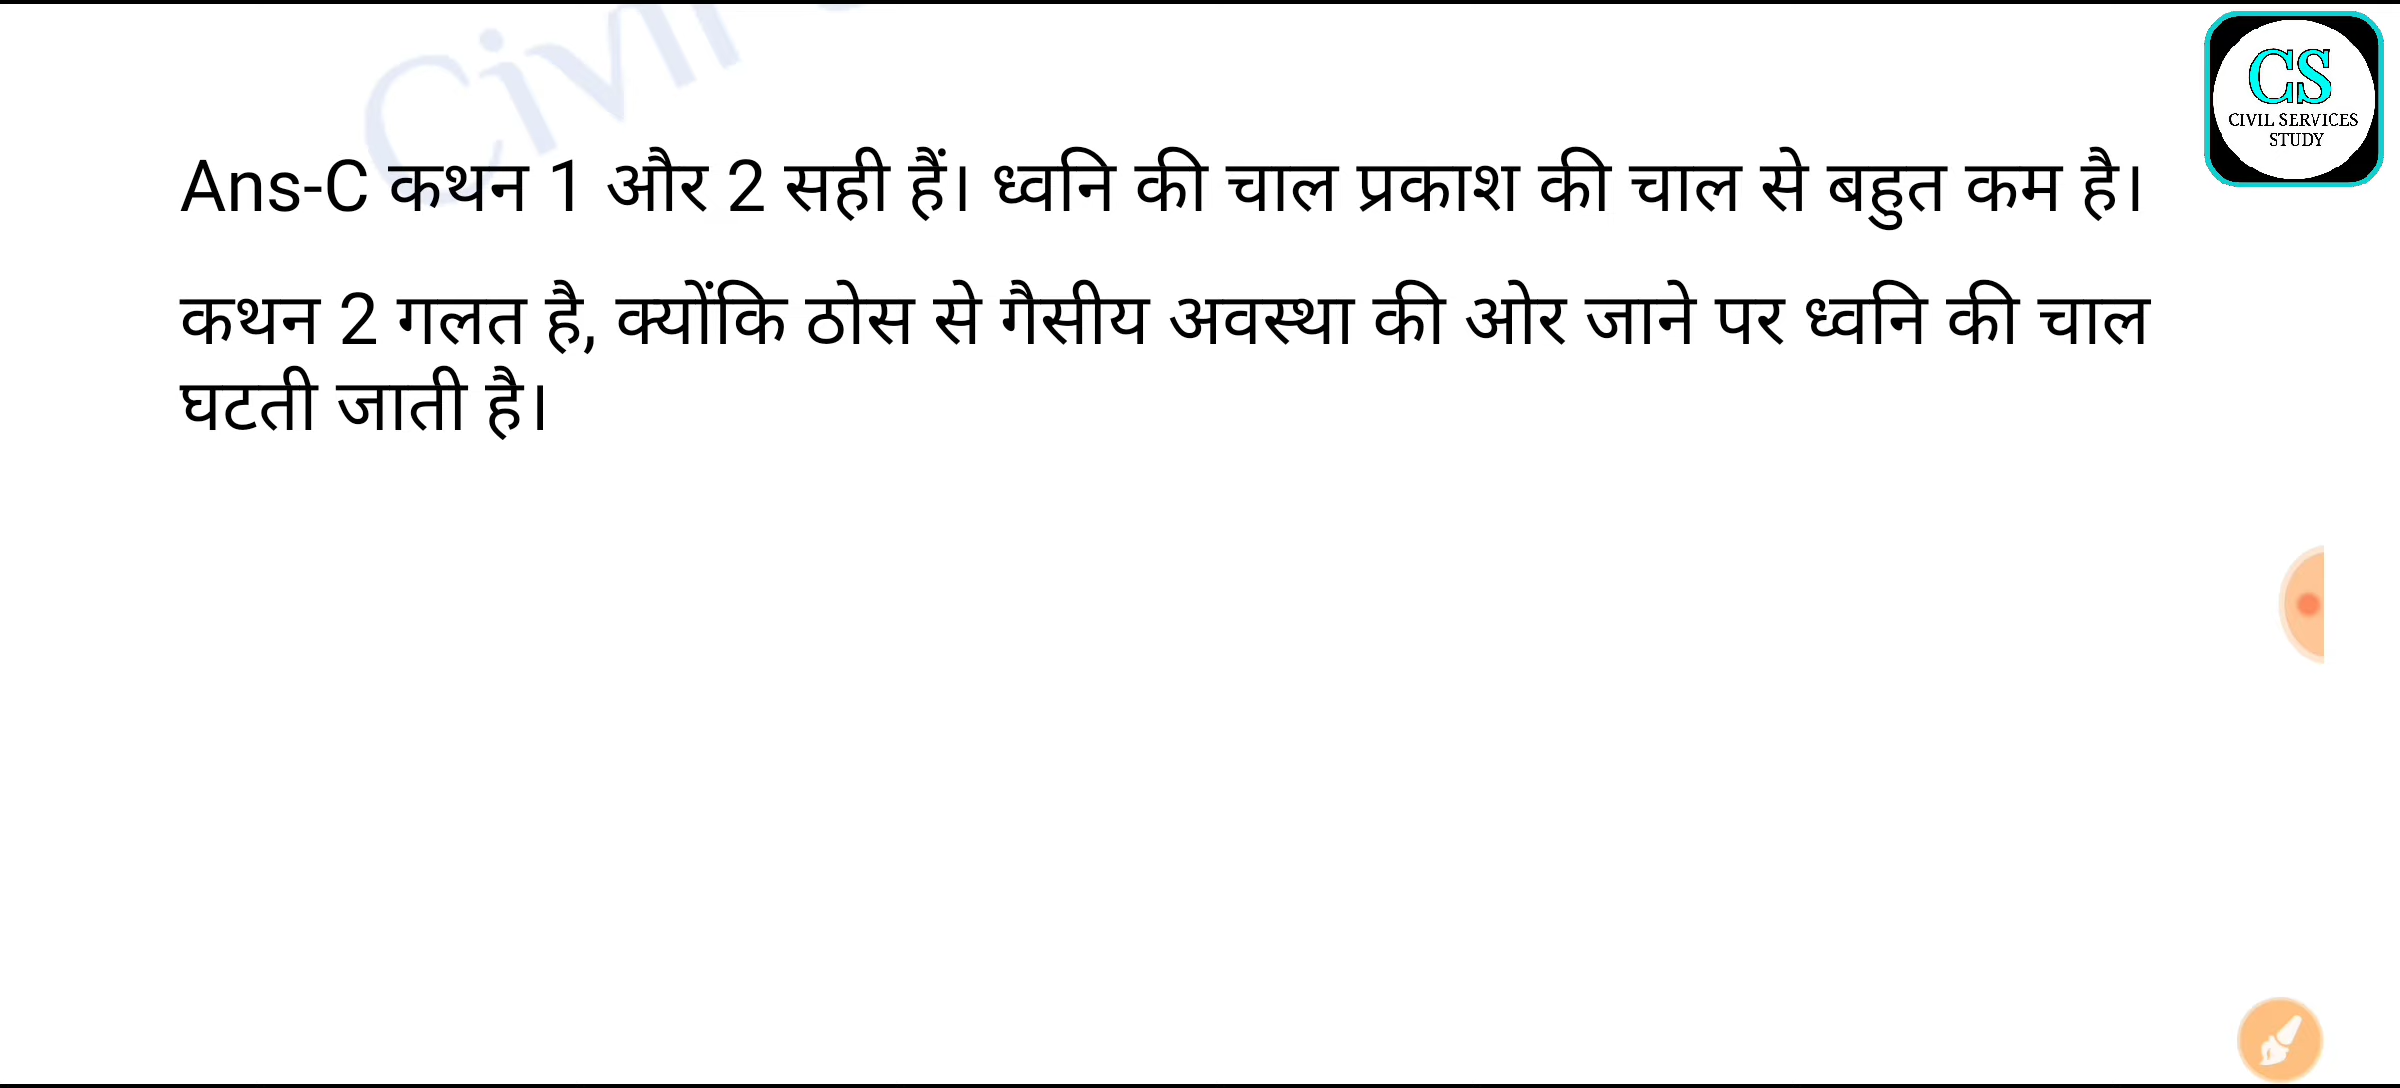 Civil
CS
CIVIL SERVICES
STUDY
Ans-C कथन 1 और 2 सही हैं। ध्वनि की चाल प्रकाश की चाल से बहुत कम है।
कथन 2 गलत है, क्योंकि ठोस से गैसीय अवस्था की ओर जाने पर ध्वनि की चाल
घटती जाती है।